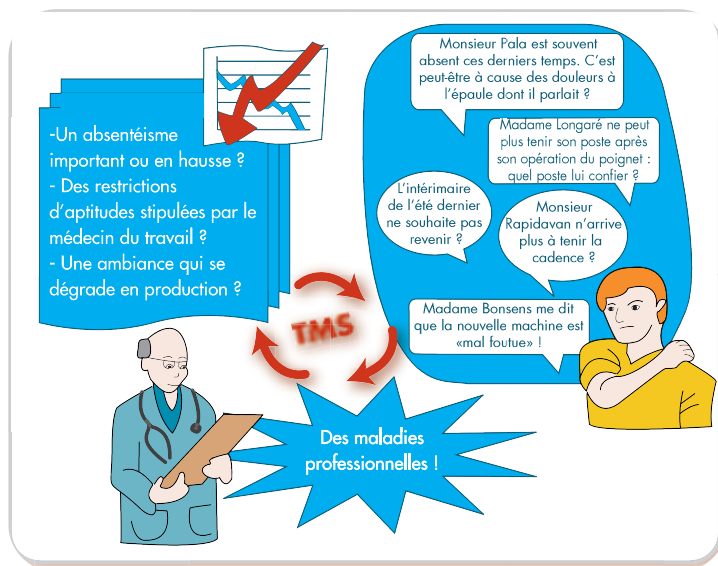 -Un absentéisme
important ou en hausse ?
- Des restrictions
d'aptitudes stipulées par le
médecin du travail ?
- Une ambiance qui se
dégrade en production ?
Monsieur Pala est souvent
absent ces derniers temps. C'est
peut-être à cause des douleurs à
l'épaule dont il parlait ?
Madame Longaré ne peut
plus tenir son poste après
son opération du poignet :
quel poste lui confier ?
L'intérimaire
de l'été dernier
ne souhaite pas
revenir ?
Monsieur
Rapidavan n'arrive
plus à tenir la
cadence ?
Madame Bonsens me dit
que la nouvelle machine est
«mal foutue» !
TMS
Des maladies
professionnelles !